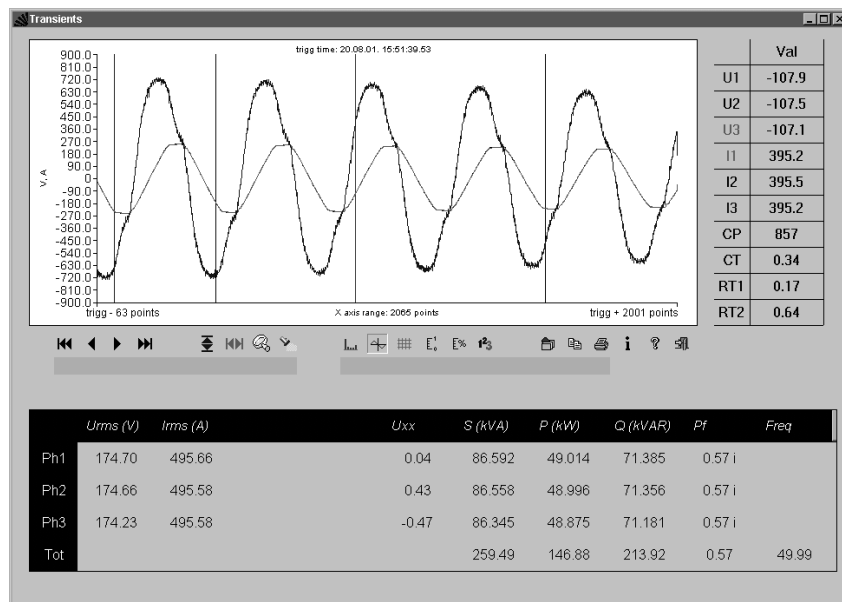 Transients
trigg time: 20.08.01. 15:51:39.53
900.0
810.0
720.0
630.0
540.0
450.0
360.0
270.0
180.0
90.0
0
-90.0
-180.0
-270.0
-360.0
-450.0
-540.0
-630.0
-720.0
-810.0
-900.0
V, A
trigg - 63 points
X axis range: 2065 points
trigg + 2001 points
Val
U1 -107.9
U2 -107.5
U3 -107.1
I1 395.2
I2 395.5
I3 395.2
CP 857
CT 0.34
RT1 0.17
RT2 0.64
Urms (V) Irms (A) Uxx S (kVA) P (kW) Q (kVAR) Pf Freq
Ph1 174.70 495.66 0.04 86.592 49.014 71.385 0.57 i
Ph2 174.66 495.58 0.43 86.558 48.996 71.356 0.57 i
Ph3 174.23 495.58 -0.47 86.345 48.875 71.181 0.57 i
Tot 259.49 146.88 213.92 0.57 49.99